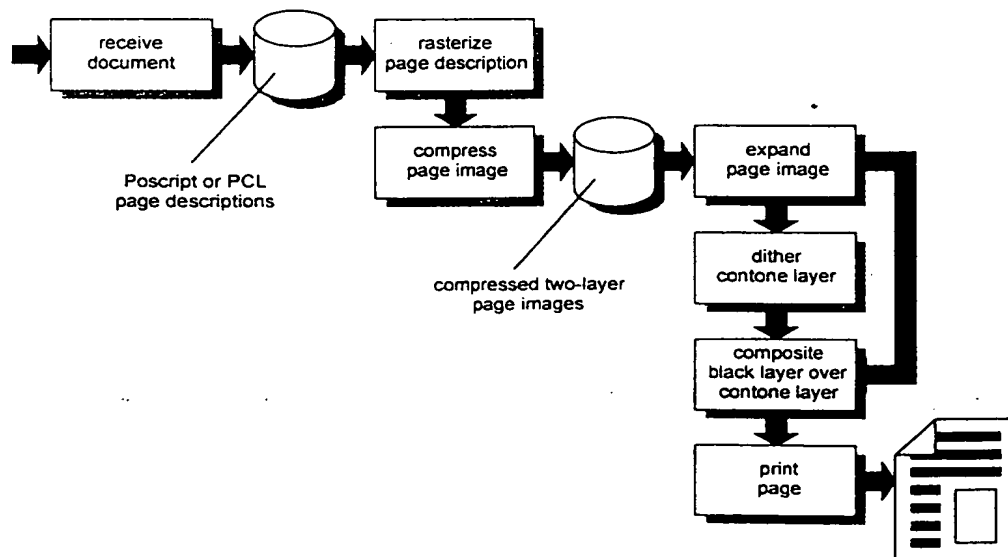 receive
document
rasterize
page description
compress
page image
expand
page image
Poscript or PCL
page descriptions
dither
contone layer
compressed two-layer
page images
composite
black layer over
contone layer
print
page